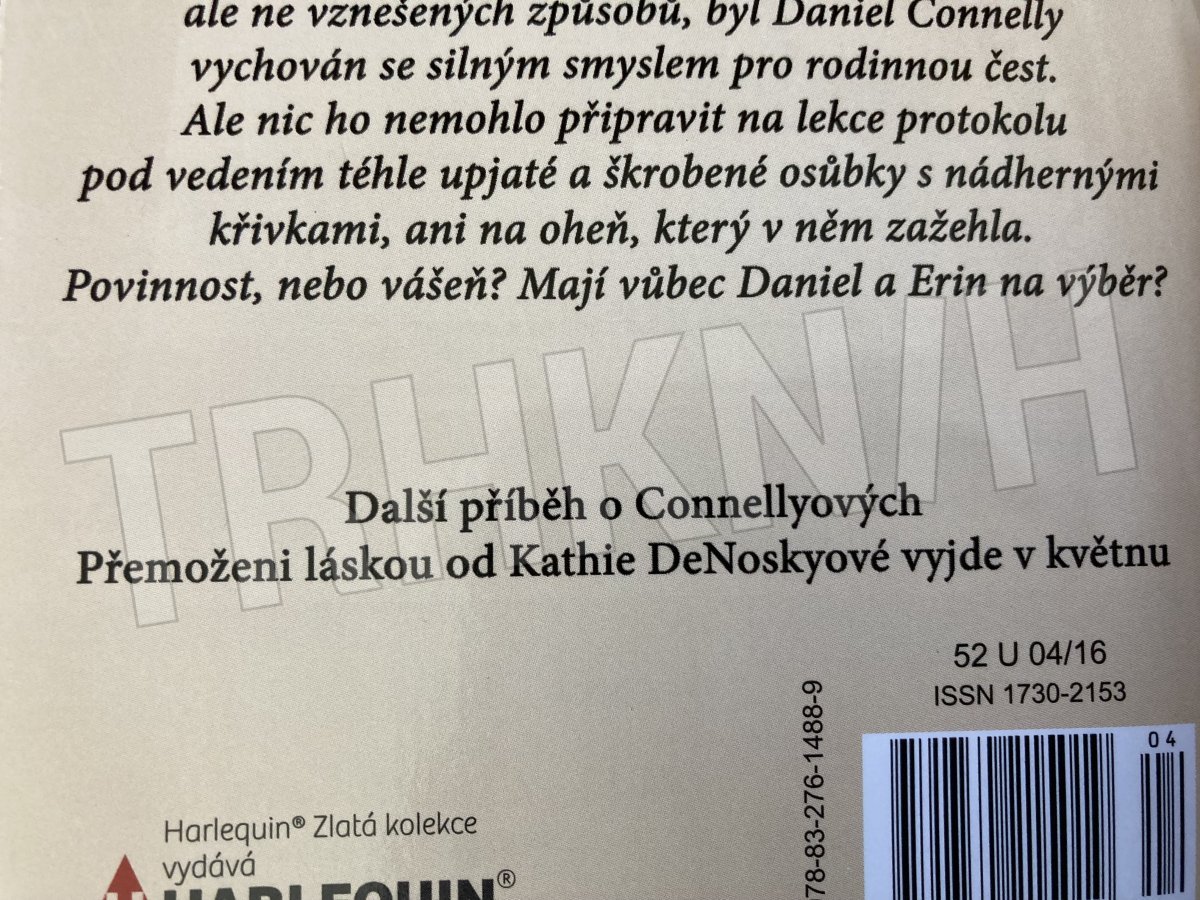 ale ne vznešených způsobů, byl Daniel Connelly
vychován se silným smyslem pro rodinnou čest.
Ale nic ho nemohlo připravit na lekce protokolu
pod vedením téhle upjaté a škrobené osůbky s nádhernými
křivkami, ani na oheň, který v něm zažehla.
Povinnost, nebo vášeň? Mají vůbec Daniel a Erin na výběr?
TRHKN/H
Další příběh o Connellyových
Přemoženi láskou od Kathie DeNoskyové vyjde v květnu
52 U 04/16
ISSN 1730-2153
04
78-83-276-1488-9
Harlequin® Zlatá kolekce
vydává
HARLEQUIN®